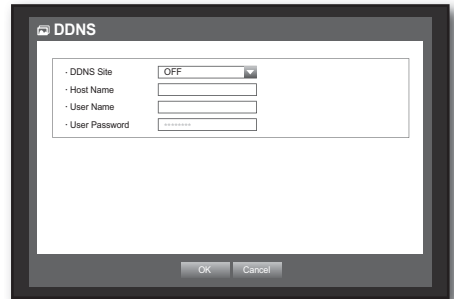 DDNS
· DDNS Site OFF
· Host Name
· User Name
· User Password --------
OK Cancel